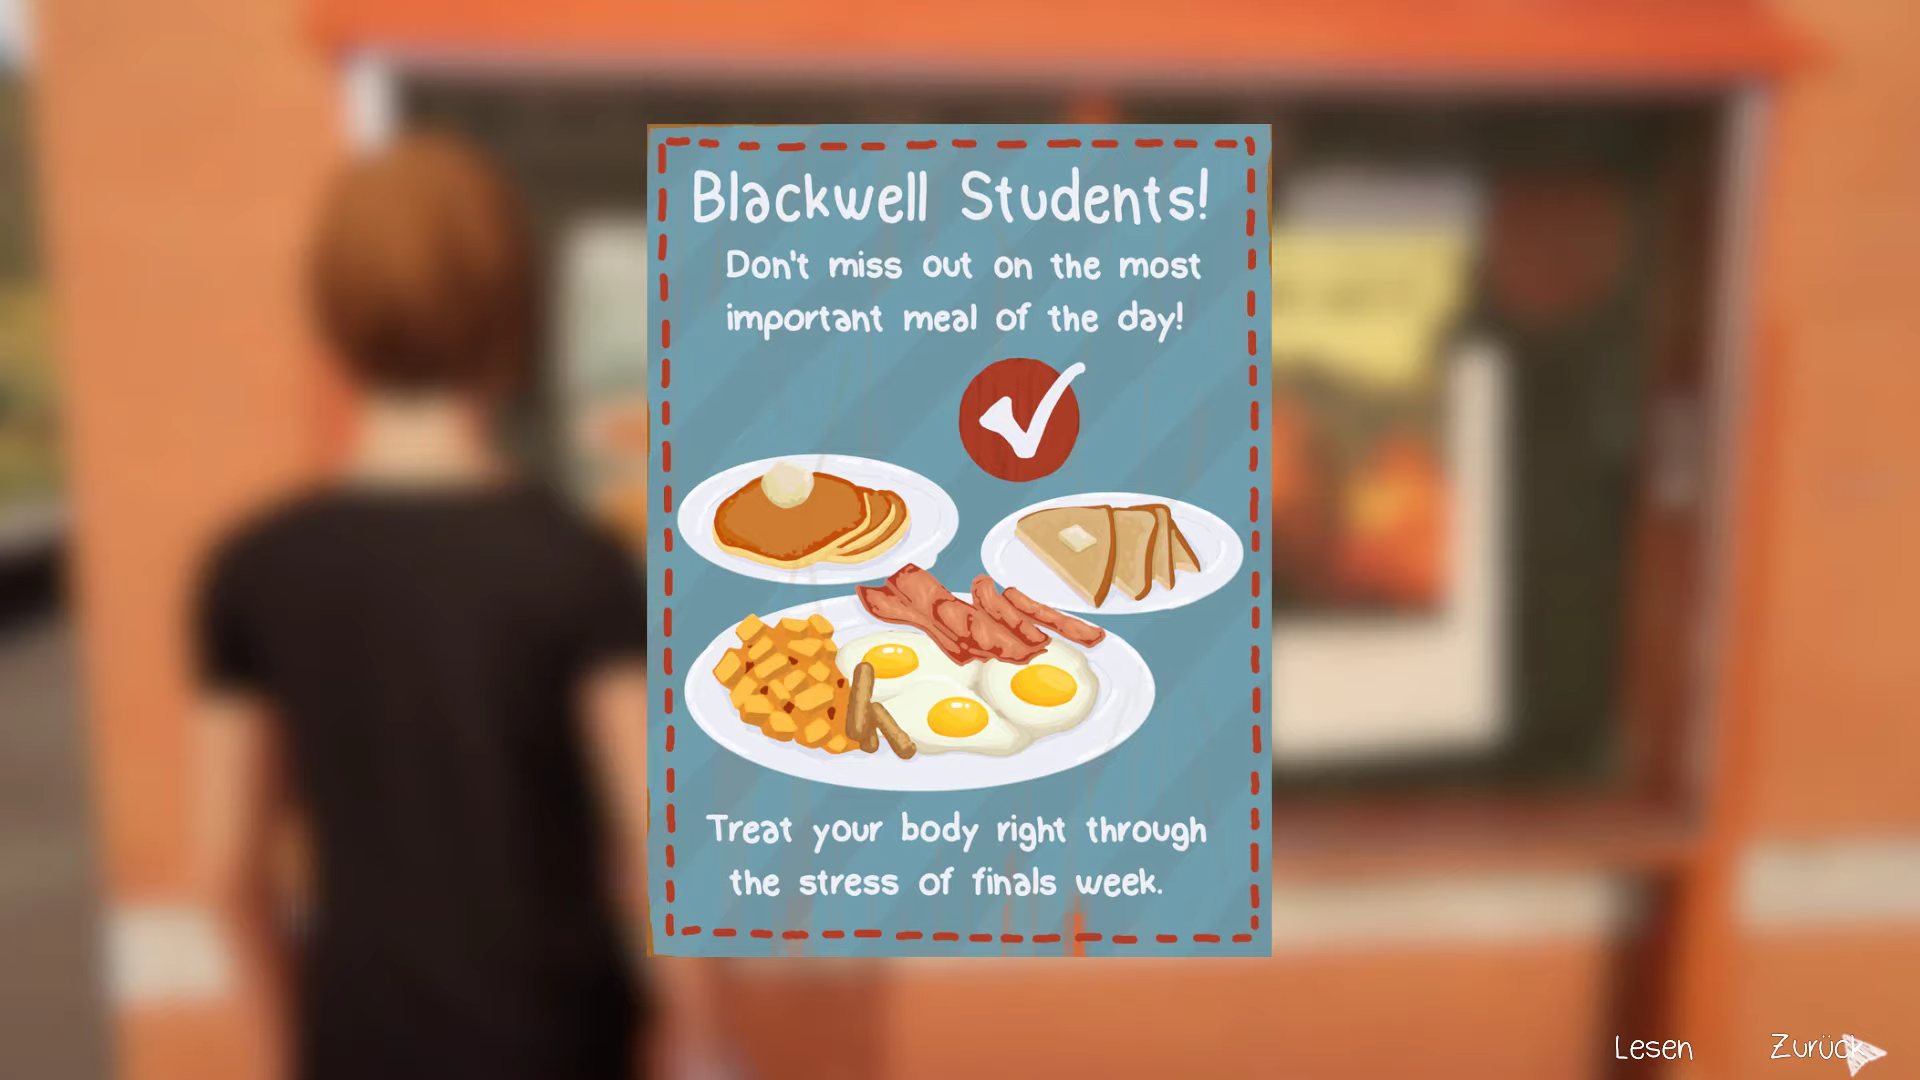 Blackwell Students!
Don't miss out on the most
important meal of the day!
Treat your body right through
the stress of finals week.
Lesen
Zurück